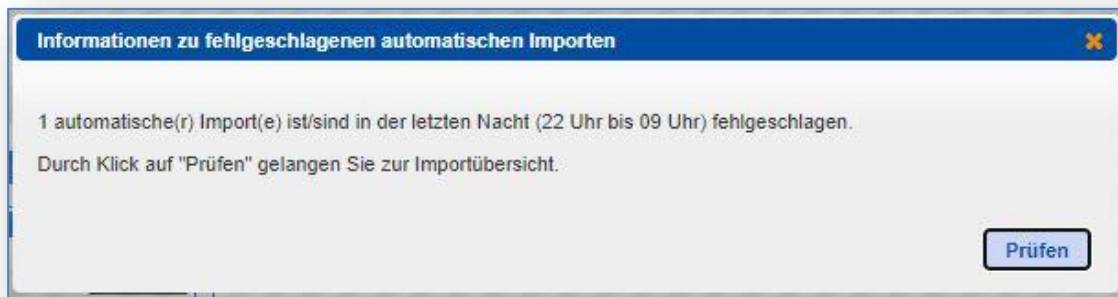 Informationen zu fehlgeschlagenen automatischen Importen
1 automatische(r) Import(e) ist/sind in der letzten Nacht (22 Uhr bis 09 Uhr) fehlgeschlagen.
Durch Klick auf "Prüfen" gelangen Sie zur Importübersicht.
Prüfen